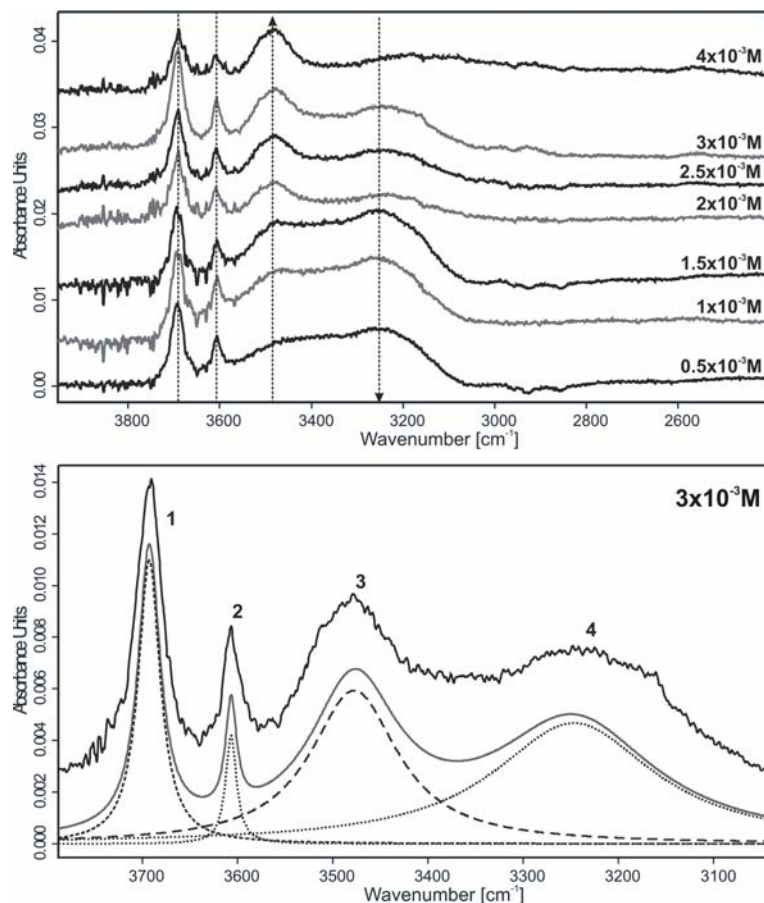 0.04
0.03
0.02
0.01
0.00
Absorbance Units
4x10⁻³M
3x10⁻³M
2.5x10⁻³M
2x10⁻³M
1.5x10⁻³M
1x10⁻³M
0.5x10⁻³M
3800 3600 3400 3200 3000 2800 2600
Wavenumber [cm⁻¹]
3x10⁻³M
0.014
0.012
0.010
0.008
0.006
0.004
0.002
0.000
Absorbance Units
1
2
3
4
3700 3600 3500 3400 3300 3200 3100
Wavenumber [cm⁻¹]